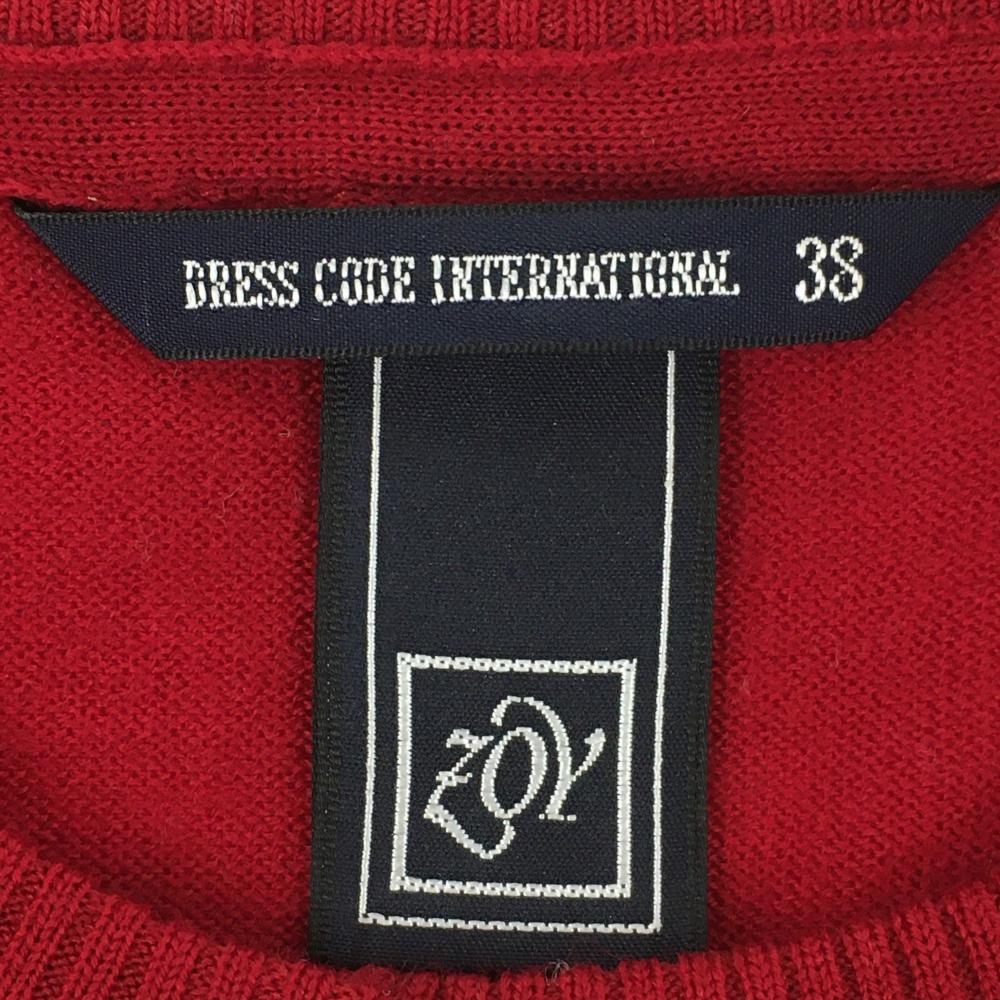 DRESS CODE INTERNATIONAL 38
ZOY